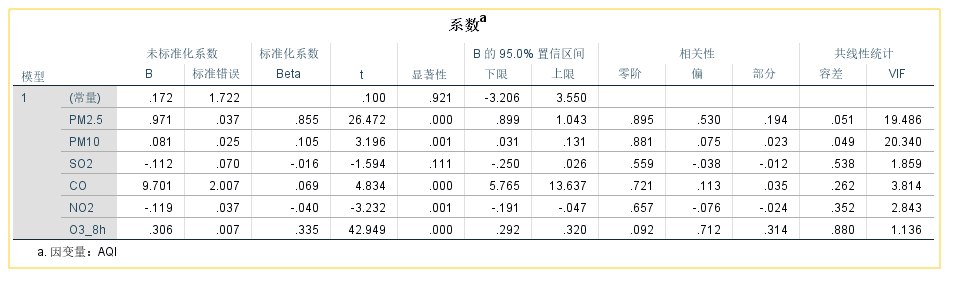 系数a
未标准化系数 标准化系数 B 的 95.0% 置信区间 相关性 共线性统计
模型 B 标准错误 Beta t 显著性 下限 上限 零阶 偏 部分 容差 VIF
1 (常量) .172 1.722 .100 .921 -3.206 3.550
PM2.5 .971 .037 .855 26.472 .000 .899 1.043 .895 .530 .194 .051 19.486
PM10 .081 .025 .105 3.196 .001 .031 .131 .881 .075 .023 .049 20.340
SO2 -.112 .070 -.016 -1.594 .111 -.250 .026 .559 -.038 -.012 .538 1.859
CO 9.701 2.007 .069 4.834 .000 5.765 13.637 .721 .113 .035 .262 3.814
NO2 -.119 .037 -.040 -3.232 .001 -.191 -.047 .657 -.076 -.024 .352 2.843
O3_8h .306 .007 .335 42.949 .000 .292 .320 .092 .712 .314 .880 1.136
a. 因变量：AQI